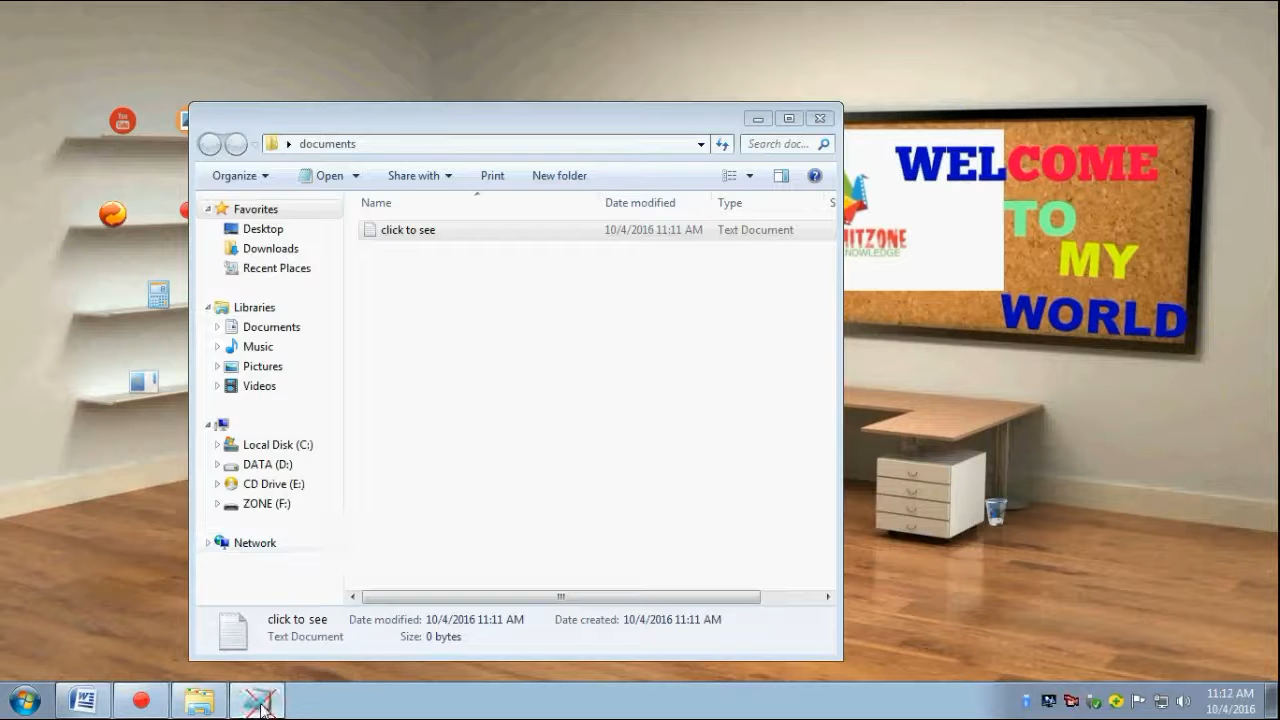 WELCOME
TO
MY
WORLD
HITZONE
KNOWLEDGE
You
documents
Search doc...
Organize
Open
Share with
Print
New folder
Name
Date modified
Type
S
Favorites
Desktop
Downloads
Recent Places
Libraries
Documents
Music
Pictures
Videos
Local Disk (C:)
DATA (D:)
CD Drive (E:)
ZONE (F:)
Network
click to see
10/4/2016 11:11 AM
Text Document
click to see
Date modified: 10/4/2016 11:11 AM
Date created: 10/4/2016 11:11 AM
Text Document
Size: 0 bytes
11:12 AM
10/4/2016